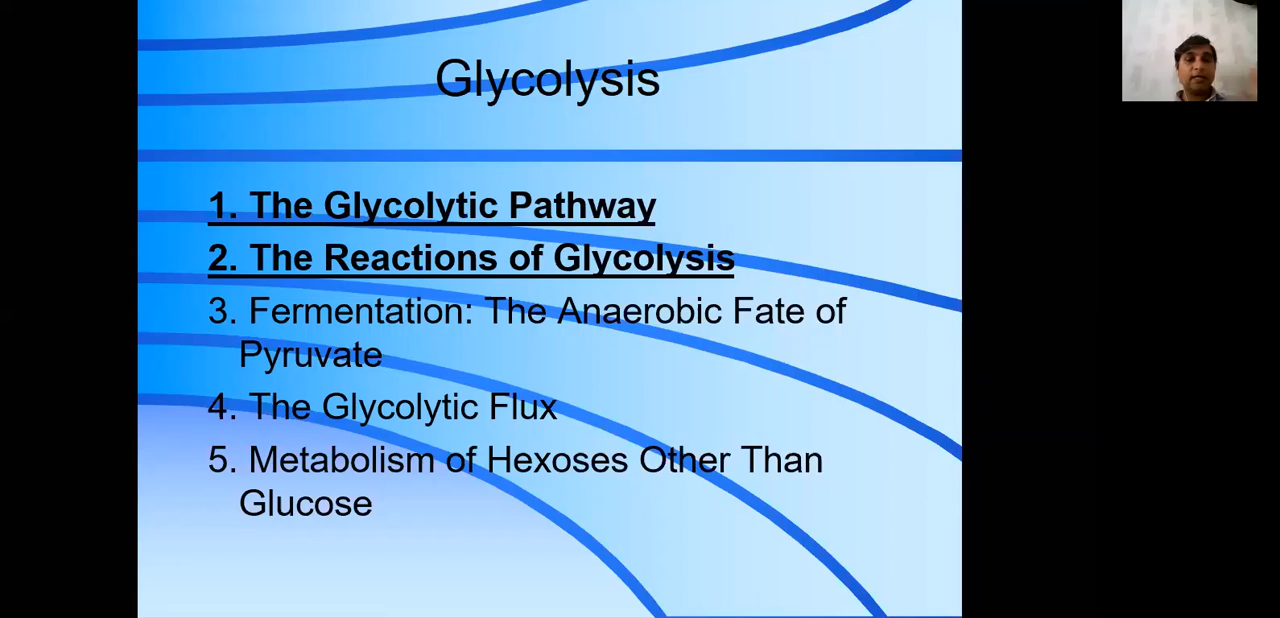 Glycolysis
1. The Glycolytic Pathway
2. The Reactions of Glycolysis
3. Fermentation: The Anaerobic Fate of
Pyruvate
4. The Glycolytic Flux
5. Metabolism of Hexoses Other Than
Glucose